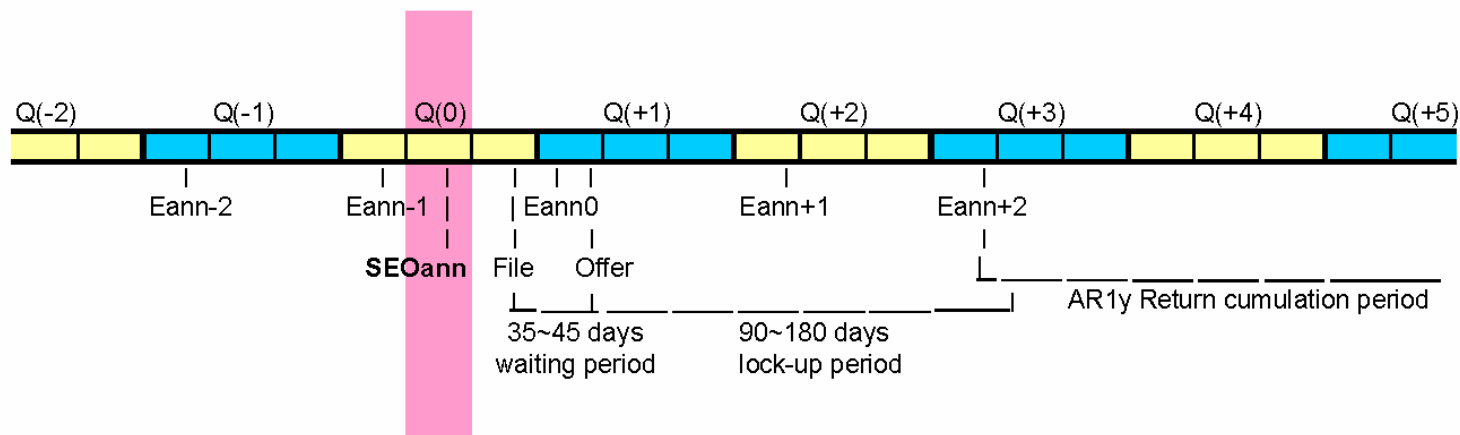 Q(-2) Q(-1) Q(0) Q(+1) Q(+2) Q(+3) Q(+4) Q(+5)
Eann-2 Eann-1 Eann0 Eann+1 Eann+2
SEOann File Offer
AR1y Return cumulation period
35~45 days 90~180 days
waiting period lock-up period